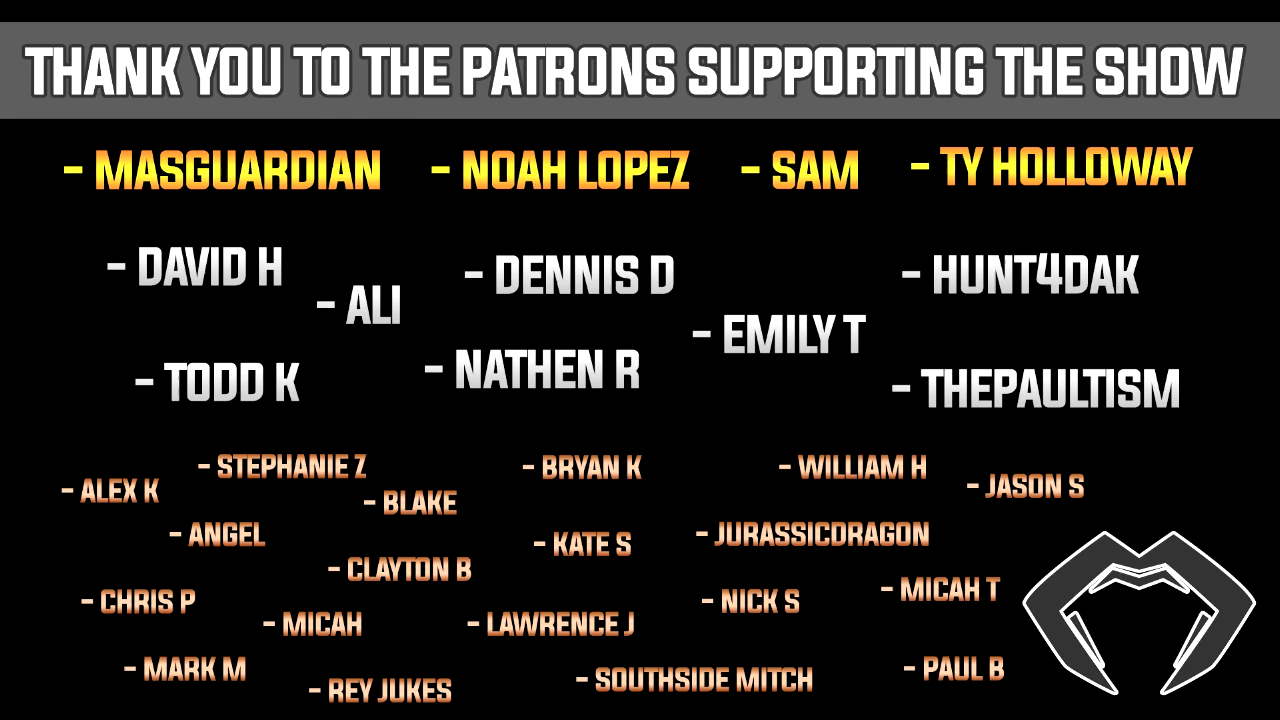 THANK YOU TO THE PATRONS SUPPORTING THE SHOW
- MASGUARDIAN - NOAH LOPEZ - SAM - TY HOLLOWAY
- DAVID H - DENNIS D - HUNT4DAK
- ALI - EMILY T
- TODD K - NATHEN R - THEPAULTISM
- STEPHANIE Z - BRYAN K - WILLIAM H
- ALEX K - BLAKE - JASON S
- ANGEL - KATE S - JURASSICDRAGON
- CLAYTON B - MICAH T
- CHRIS P - NICK S
- MICAH - LAWRENCE J
- MARK M - SOUTHSIDE MITCH - PAUL B
- REY JUKES